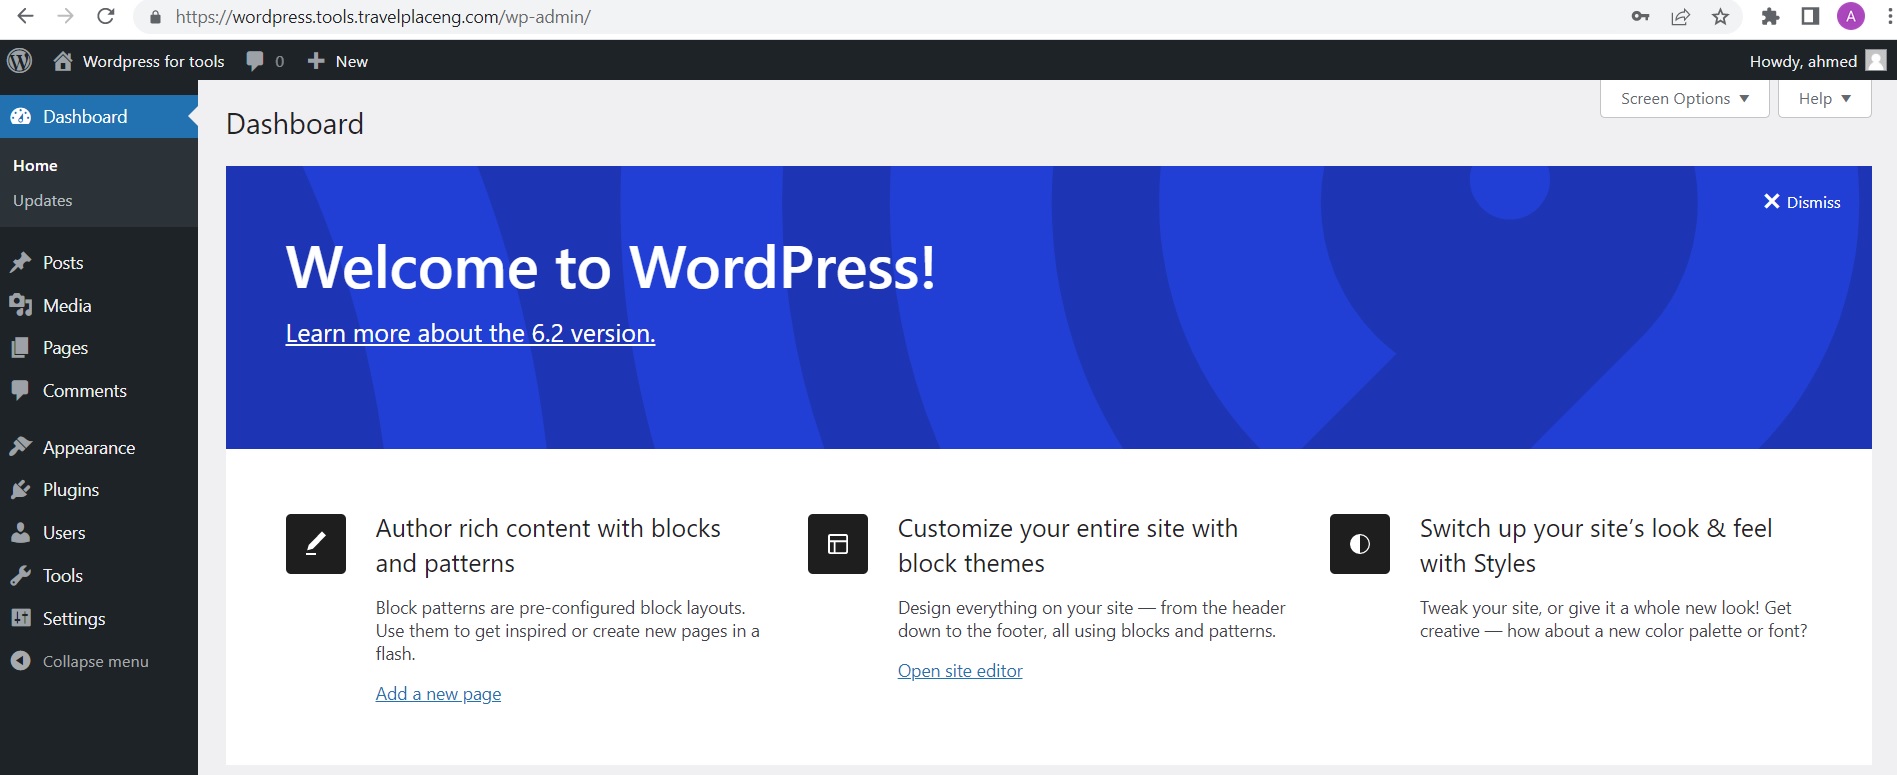 https://wordpress.tools.travelplaceng.com/wp-admin/
A
Wordpress for tools
0
New
Howdy, ahmed
Dashboard
Home
Updates
Posts
Media
Pages
Comments
Appearance
Plugins
Users
Tools
Settings
Collapse menu
Screen Options
Help
Dashboard
Dismiss
Welcome to WordPress!
Learn more about the 6.2 version.
Author rich content with blocks
and patterns
Block patterns are pre-configured block layouts.
Use them to get inspired or create new pages in a
flash.
Add a new page
Customize your entire site with
block themes
Design everything on your site — from the header
down to the footer, all using blocks and patterns.
Open site editor
Switch up your site’s look & feel
with Styles
Tweak your site, or give it a whole new look! Get
creative — how about a new color palette or font?